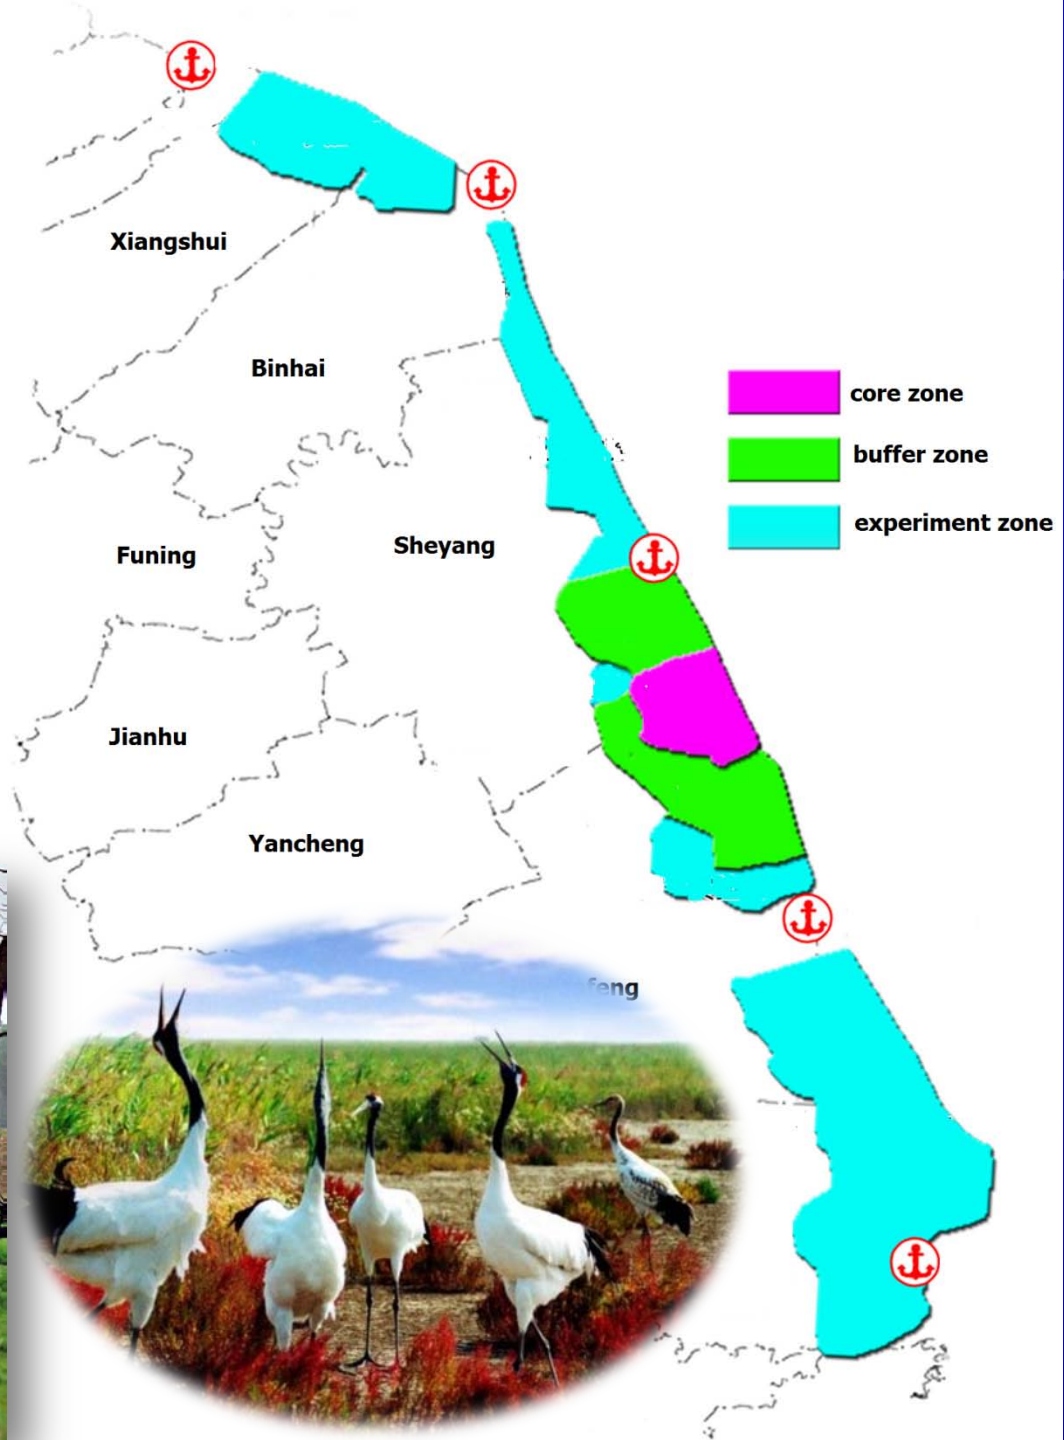 Xiangshui
Binhai
core zone
buffer zone
experiment zone
Sheyang
Funing
Jianhu
Yancheng
feng